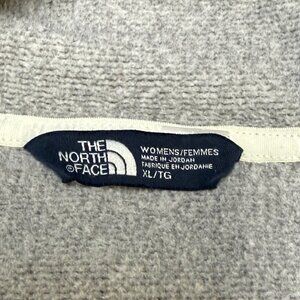 THE
NORTH
©FACE
WOMENS/FEMMES
MADE IN JORDAN
FABRIQUÉ EN JORDANIE
XL/TG